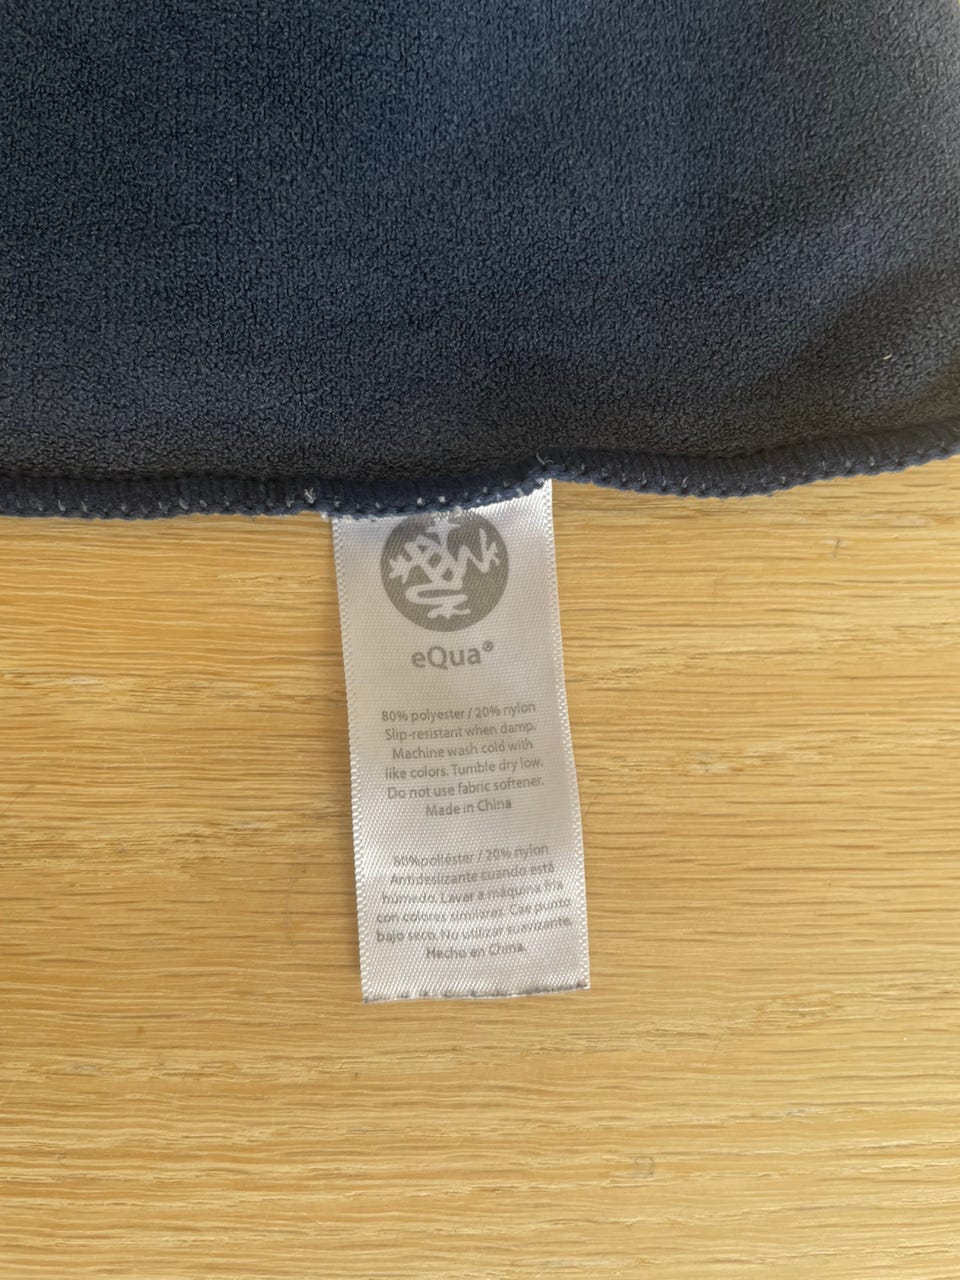 eQua®
80% polyester / 20% nylon
Slip-resistant when damp.
Machine wash cold with
like colors. Tumble dry low.
Do not use fabric softener.
Made in China
80% poliéster / 20% nylon
Antideslizante cuando está
húmedo. Lavar a máquina fria
con colores similares. Cae punto
bajo seco. No utilizar suavizante.
Hecho en China.